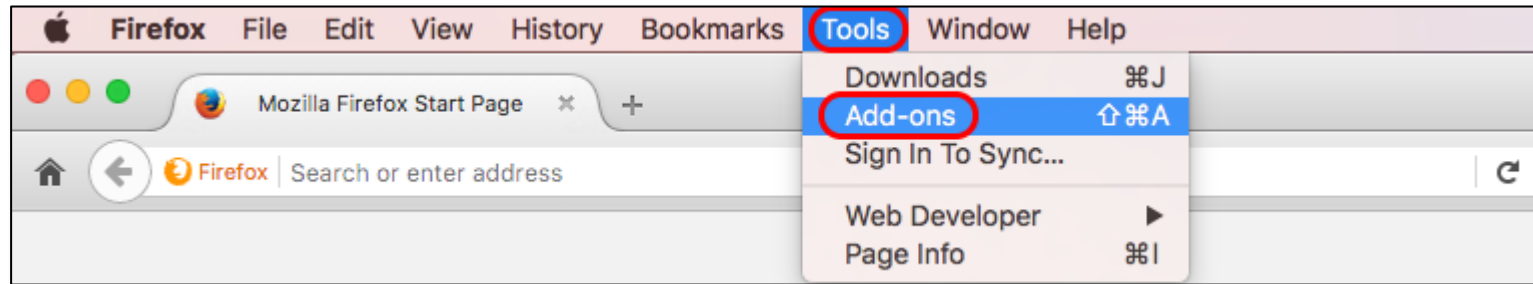 Firefox File Edit View History Bookmarks Tools Window Help
Mozilla Firefox Start Page
Downloads ⌘J
Add-ons ⇧⌘A
Sign In To Sync...
Firefox Search or enter address
Web Developer ▶
Page Info ⌘I